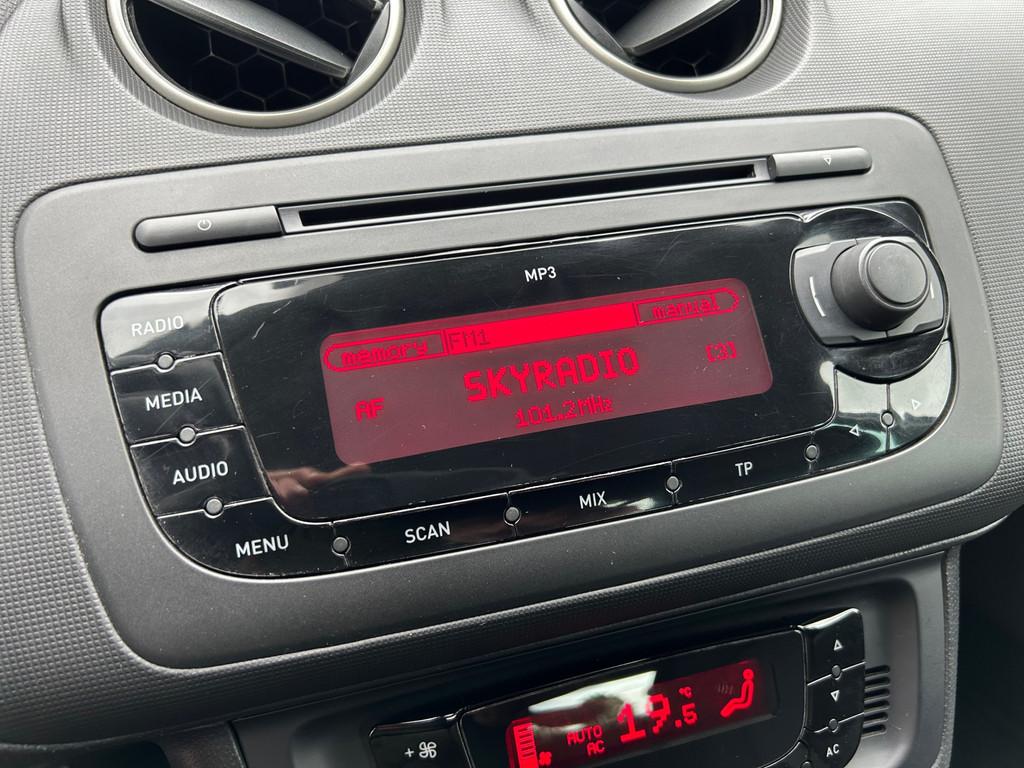 MP3
RADIO
memory FM1 manual
MEDIA
SKYRADIO [3]
AF
101.2MHz
AUDIO
MENU SCAN MIX TP
AUTO 19.5 °C
AC
AC